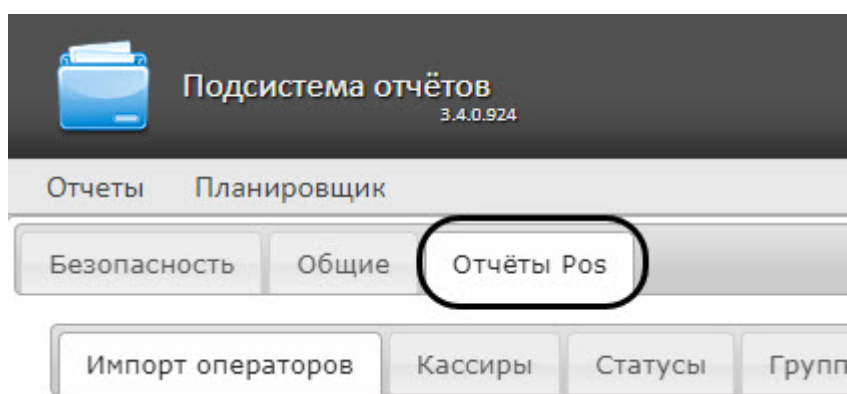 Подсистема отчётов
3.4.0.924
Отчеты Планировщик
Безопасность Общие Отчёты Pos
Импорт операторов Кассиры Статусы